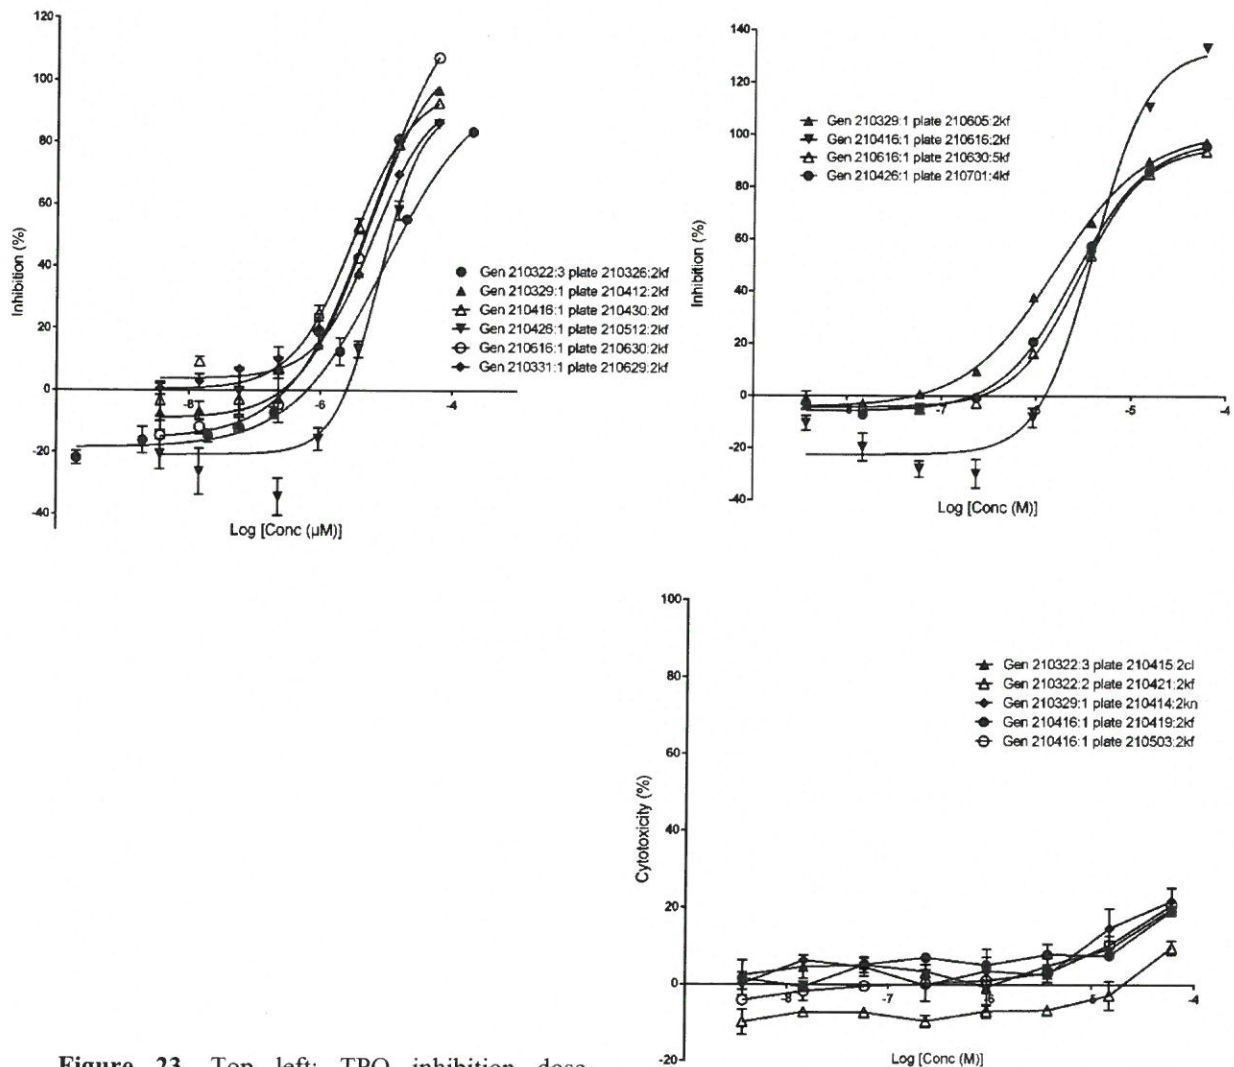 120
100
80
60
40
20
0
-20
-40
-8
-6
-4
Inhibition (%)
Log [Conc (µM)]
Gen 210322:3 plate 210326:2kf
Gen 210329:1 plate 210412:2kf
Gen 210416:1 plate 210430:2kf
Gen 210426:1 plate 210512:2kf
Gen 210616:1 plate 210630:2kf
Gen 210331:1 plate 210629:2kf
140
120
100
80
60
40
20
0
-20
-40
-8
-7
-6
-5
-4
Inhibition (%)
Log [Conc (M)]
Gen 210329:1 plate 210605:2kf
Gen 210416:1 plate 210616:2kf
Gen 210616:1 plate 210630:5kf
Gen 210426:1 plate 210701:4kf
100
80
60
40
20
0
-20
-8
-7
-6
-5
-4
Cytotoxicity (%)
Log [Conc (M)]
Gen 210322:3 plate 210415:2cl
Gen 210322:2 plate 210421:2kf
Gen 210329:1 plate 210414:2kn
Gen 210416:1 plate 210419:2kf
Gen 210416:1 plate 210503:2kf
Figure 23. Top left: TPO inhibition dose